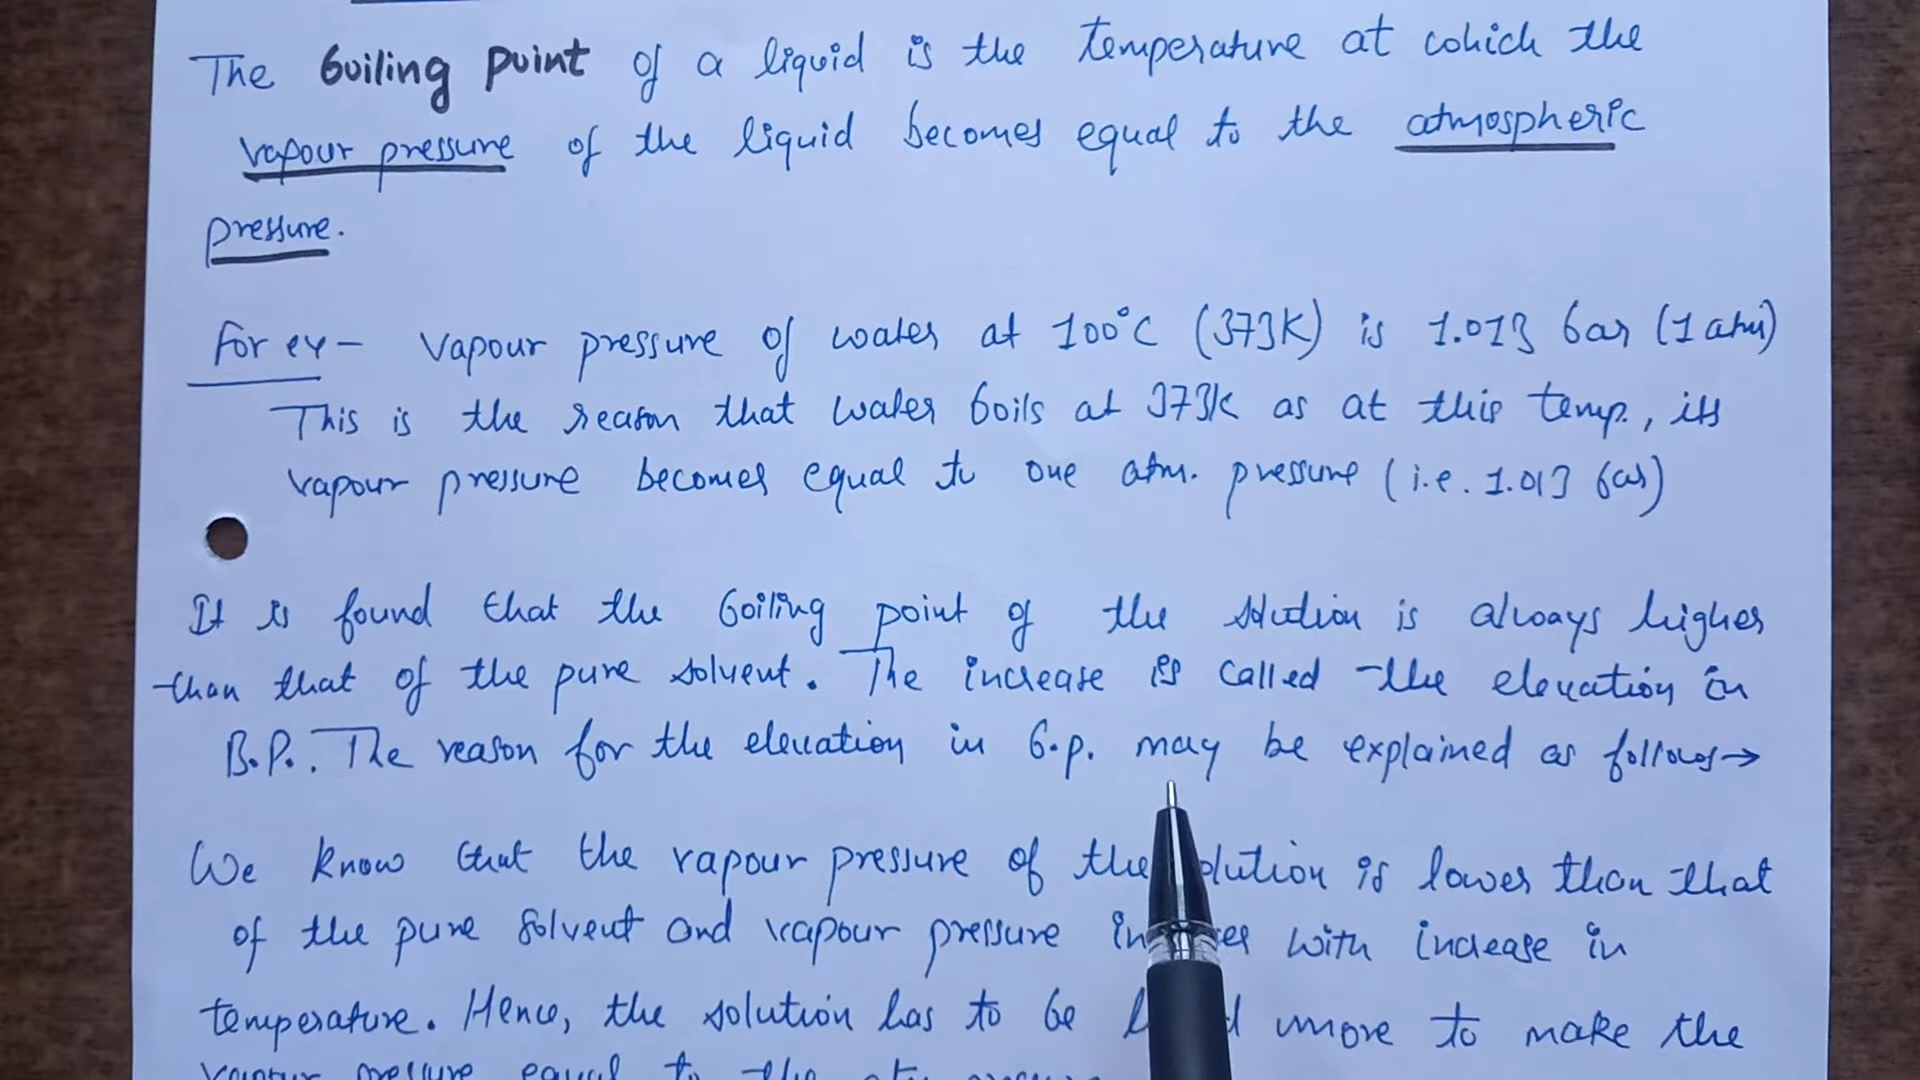 The boiling point of a liquid is the temperature at which the
vapour pressure of the liquid becomes equal to the atmospheric
pressure.
For ex - Vapour pressure of water at 100°C (373K) is 1.013 bar (1 atm)
This is the reason that water boils at 373K as at this temp., its
vapour pressure becomes equal to one atm. pressure (i.e. 1.013 bar)
It is found that the boiling point of the solution is always higher
than that of the pure solvent. The increase is called the elevation in
B.P. The reason for the elevation in b.p. may be explained as follows →
We know that the vapour pressure of the solution is lower than that
of the pure solvent and vapour pressure with increase in
temperature. Hence, the solution has to be more to make the
vapour pressure equal to the